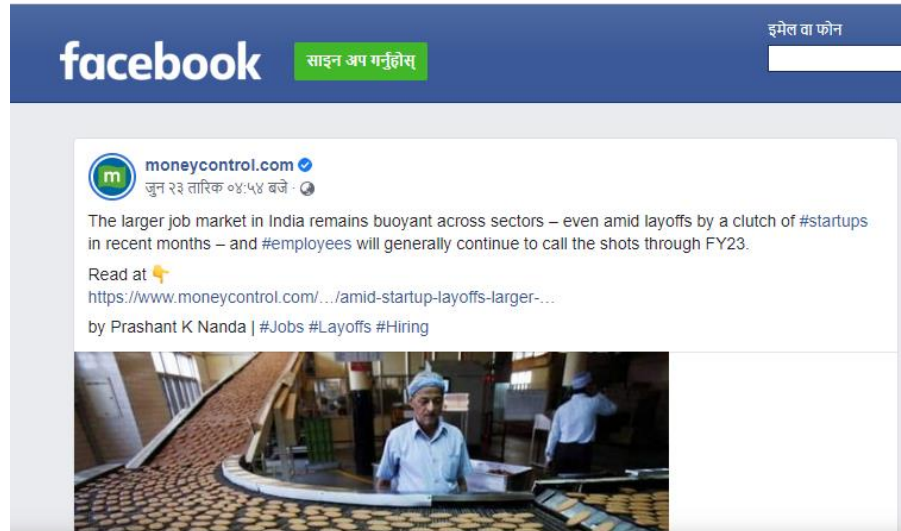 facebook
साइन अप गर्नुहोस्
इमेल वा फोन
m
moneycontrol.com
जुन २३ तारिक ०४:५४ बजे ·
The larger job market in India remains buoyant across sectors – even amid layoffs by a clutch of #startups
in recent months – and #employees will generally continue to call the shots through FY23.
Read at 👇
https://www.moneycontrol.com/…/amid-startup-layoffs-larger-…
by Prashant K Nanda | #Jobs #Layoffs #Hiring